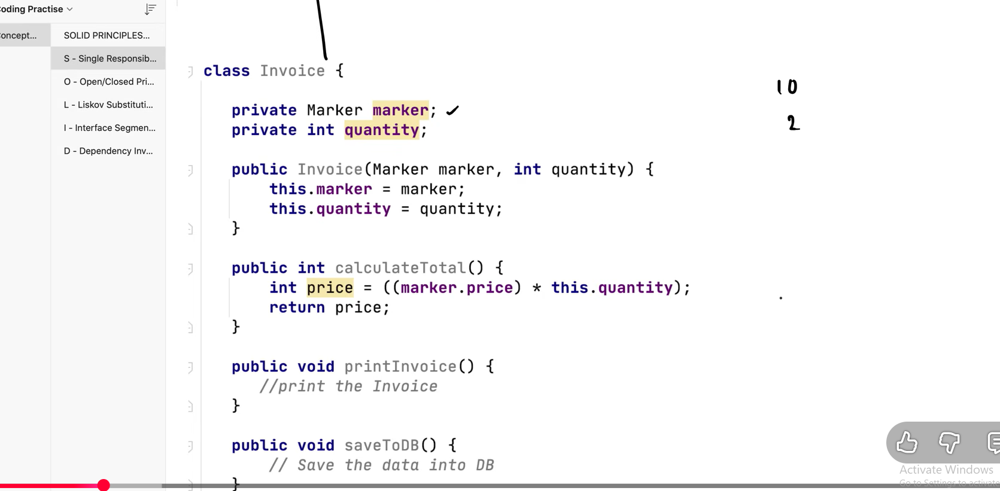 oding Practise
oncept...
SOLID PRINCIPLES...
S - Single Responsib...
O - Open/Closed Pri...
L - Liskov Substituti...
I - Interface Segmen...
D - Dependency Inv...
class Invoice {
private Marker marker; ✓
private int quantity;
10
2
public Invoice(Marker marker, int quantity) {
this.marker = marker;
this.quantity = quantity;
}
public int calculateTotal() {
int price = ((marker.price) * this.quantity);
return price;
}
public void printInvoice() {
//print the Invoice
}
public void saveToDB() {
// Save the data into DB
}
Activate Windows
Go to Settings to activate